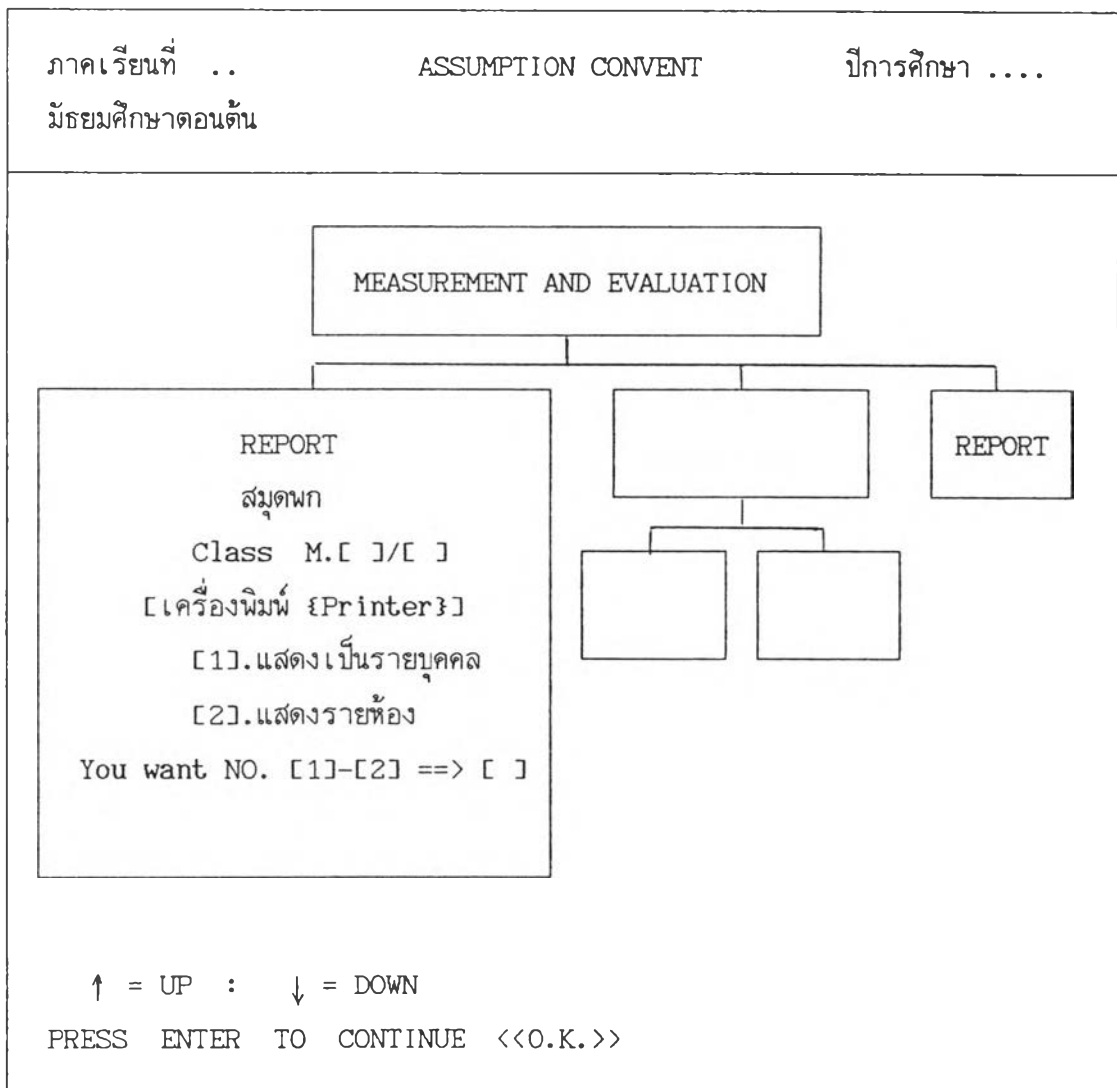 ภาคเรียนที่ .. ASSUMPTION CONVENT ปีการศึกษา ....
มัธยมศึกษาตอนต้น
MEASUREMENT AND EVALUATION
REPORT
สมุดพก
Class M.[ ]/[ ]
[เครื่องพิมพ์ {Printer}]
[1].แสดงเป็นรายบุคคล
[2].แสดงรายห้อง
You want NO. [1]-[2] ==> [ ]
REPORT
↑ = UP : ↓ = DOWN
PRESS ENTER TO CONTINUE <<O.K.>>